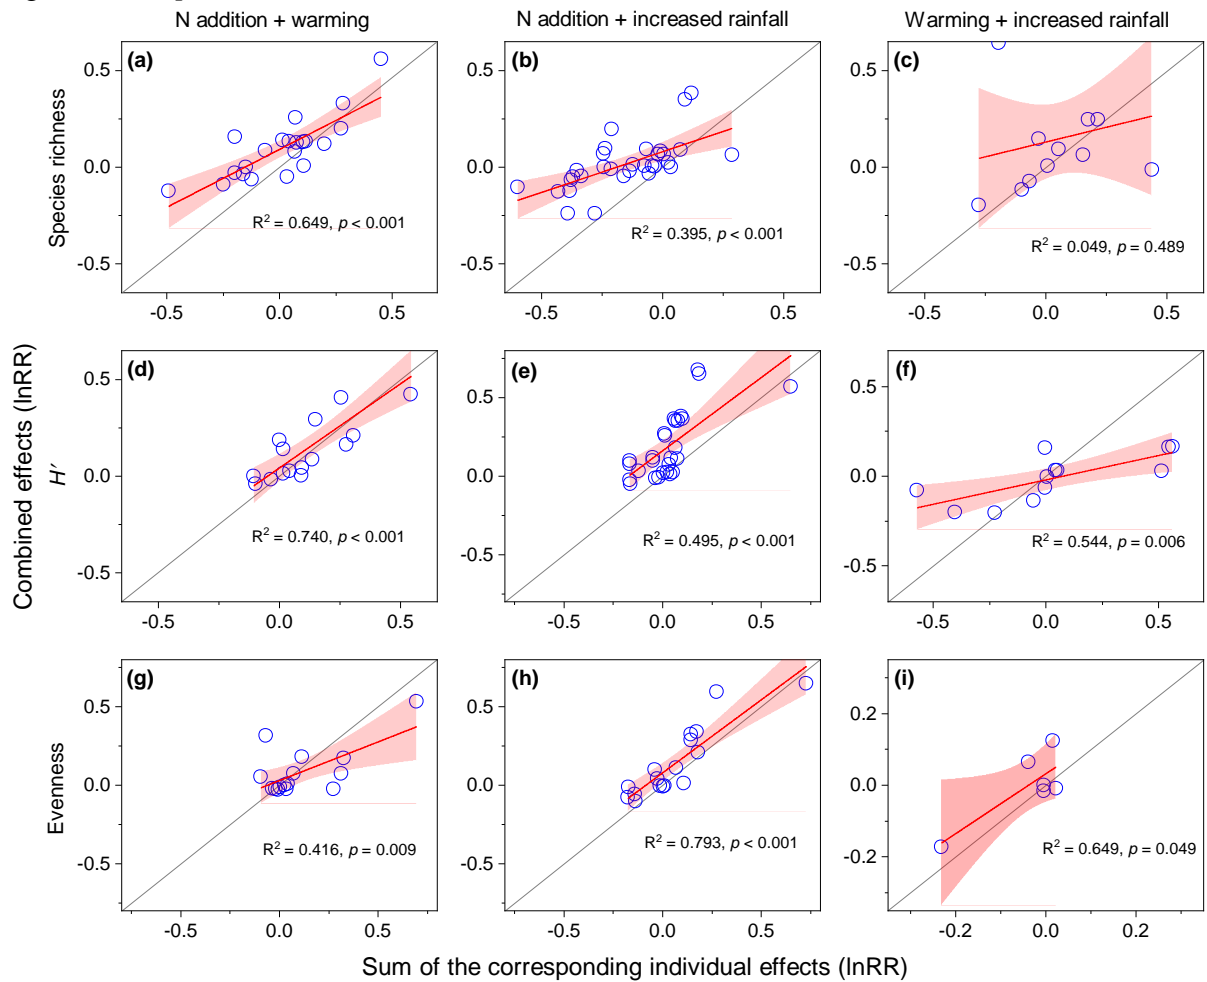 N addition + warming
N addition + increased rainfall
Warming + increased rainfall
Combined effects (lnRR)
Species richness
(a)
0.5
0.0
-0.5
R² = 0.649, p < 0.001
-0.5 0.0 0.5
(b)
0.5
0.0
-0.5
R² = 0.395, p < 0.001
-0.5 0.0 0.5
(c)
0.5
0.0
-0.5
R² = 0.049, p = 0.489
-0.5 0.0 0.5
H′
(d)
0.5
0.0
-0.5
R² = 0.740, p < 0.001
-0.5 0.0 0.5
(e)
0.5
0.0
-0.5
R² = 0.495, p < 0.001
-0.5 0.0 0.5
(f)
0.5
0.0
-0.5
R² = 0.544, p = 0.006
-0.5 0.0 0.5
Evenness
(g)
0.5
0.0
-0.5
R² = 0.416, p = 0.009
-0.5 0.0 0.5
(h)
0.5
0.0
-0.5
R² = 0.793, p < 0.001
-0.5 0.0 0.5
(i)
0.2
0.0
-0.2
R² = 0.649, p = 0.049
-0.2 0.0 0.2
Sum of the corresponding individual effects (lnRR)